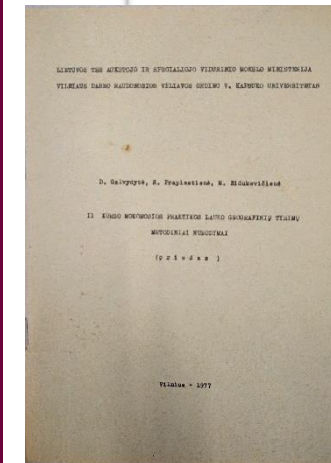 LIETUVOS TSR AUKŠTOJO IR SPECIALIOJO VIDURINIO MOKSLO MINISTERIJA
VILNIAUS DARBO RAUDONOSIOS VĖLIAVOS ORDINO V. KAPSUKO UNIVERSITETAS
D. Galvydytė, K. Prapiestienė, M. Ridukevičienė
II KURSO MOKOMOSIOS PRAKTIKOS LAUKO GEOGRAFINIŲ TYRIMŲ
METODINIAI NURODYMAI
(priedas)
Vilnius - 1977